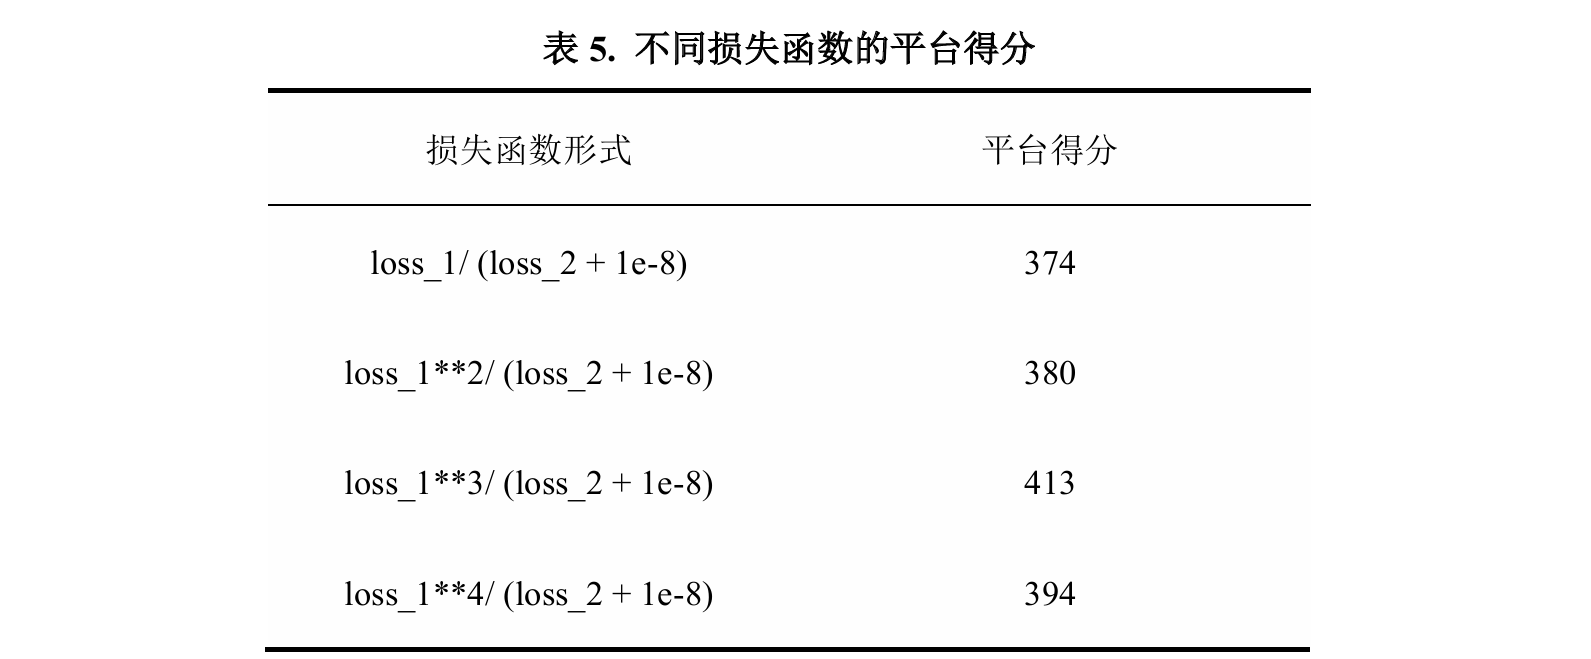 表 5. 不同损失函数的平台得分
损失函数形式 平台得分
loss_1/ (loss_2 + 1e-8) 374
loss_1**2/ (loss_2 + 1e-8) 380
loss_1**3/ (loss_2 + 1e-8) 413
loss_1**4/ (loss_2 + 1e-8) 394